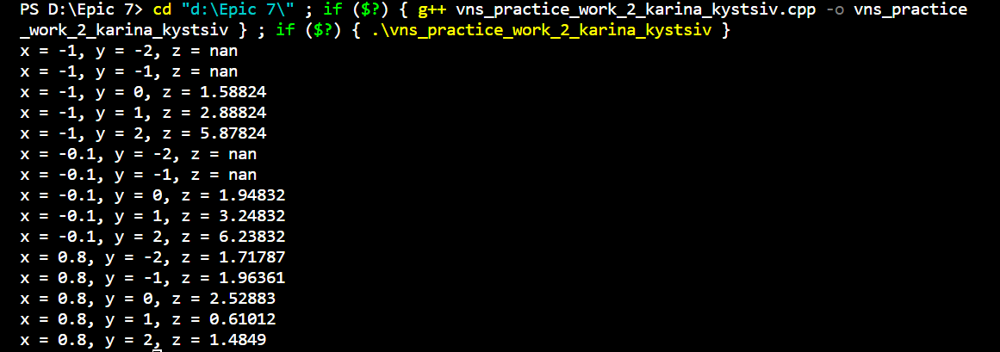 PS D:\Epic 7> cd "d:\Epic 7\" ; if ($?) { g++ vns_practice_work_2_karina_kystsiv.cpp -o vns_practice
_work_2_karina_kystsiv } ; if ($?) { .\vns_practice_work_2_karina_kystsiv }
x = -1, y = -2, z = nan
x = -1, y = -1, z = nan
x = -1, y = 0, z = 1.58824
x = -1, y = 1, z = 2.88824
x = -1, y = 2, z = 5.87824
x = -0.1, y = -2, z = nan
x = -0.1, y = -1, z = nan
x = -0.1, y = 0, z = 1.94832
x = -0.1, y = 1, z = 3.24832
x = -0.1, y = 2, z = 6.23832
x = 0.8, y = -2, z = 1.71787
x = 0.8, y = -1, z = 1.96361
x = 0.8, y = 0, z = 2.52883
x = 0.8, y = 1, z = 0.61012
x = 0.8, y = 2, z = 1.4849